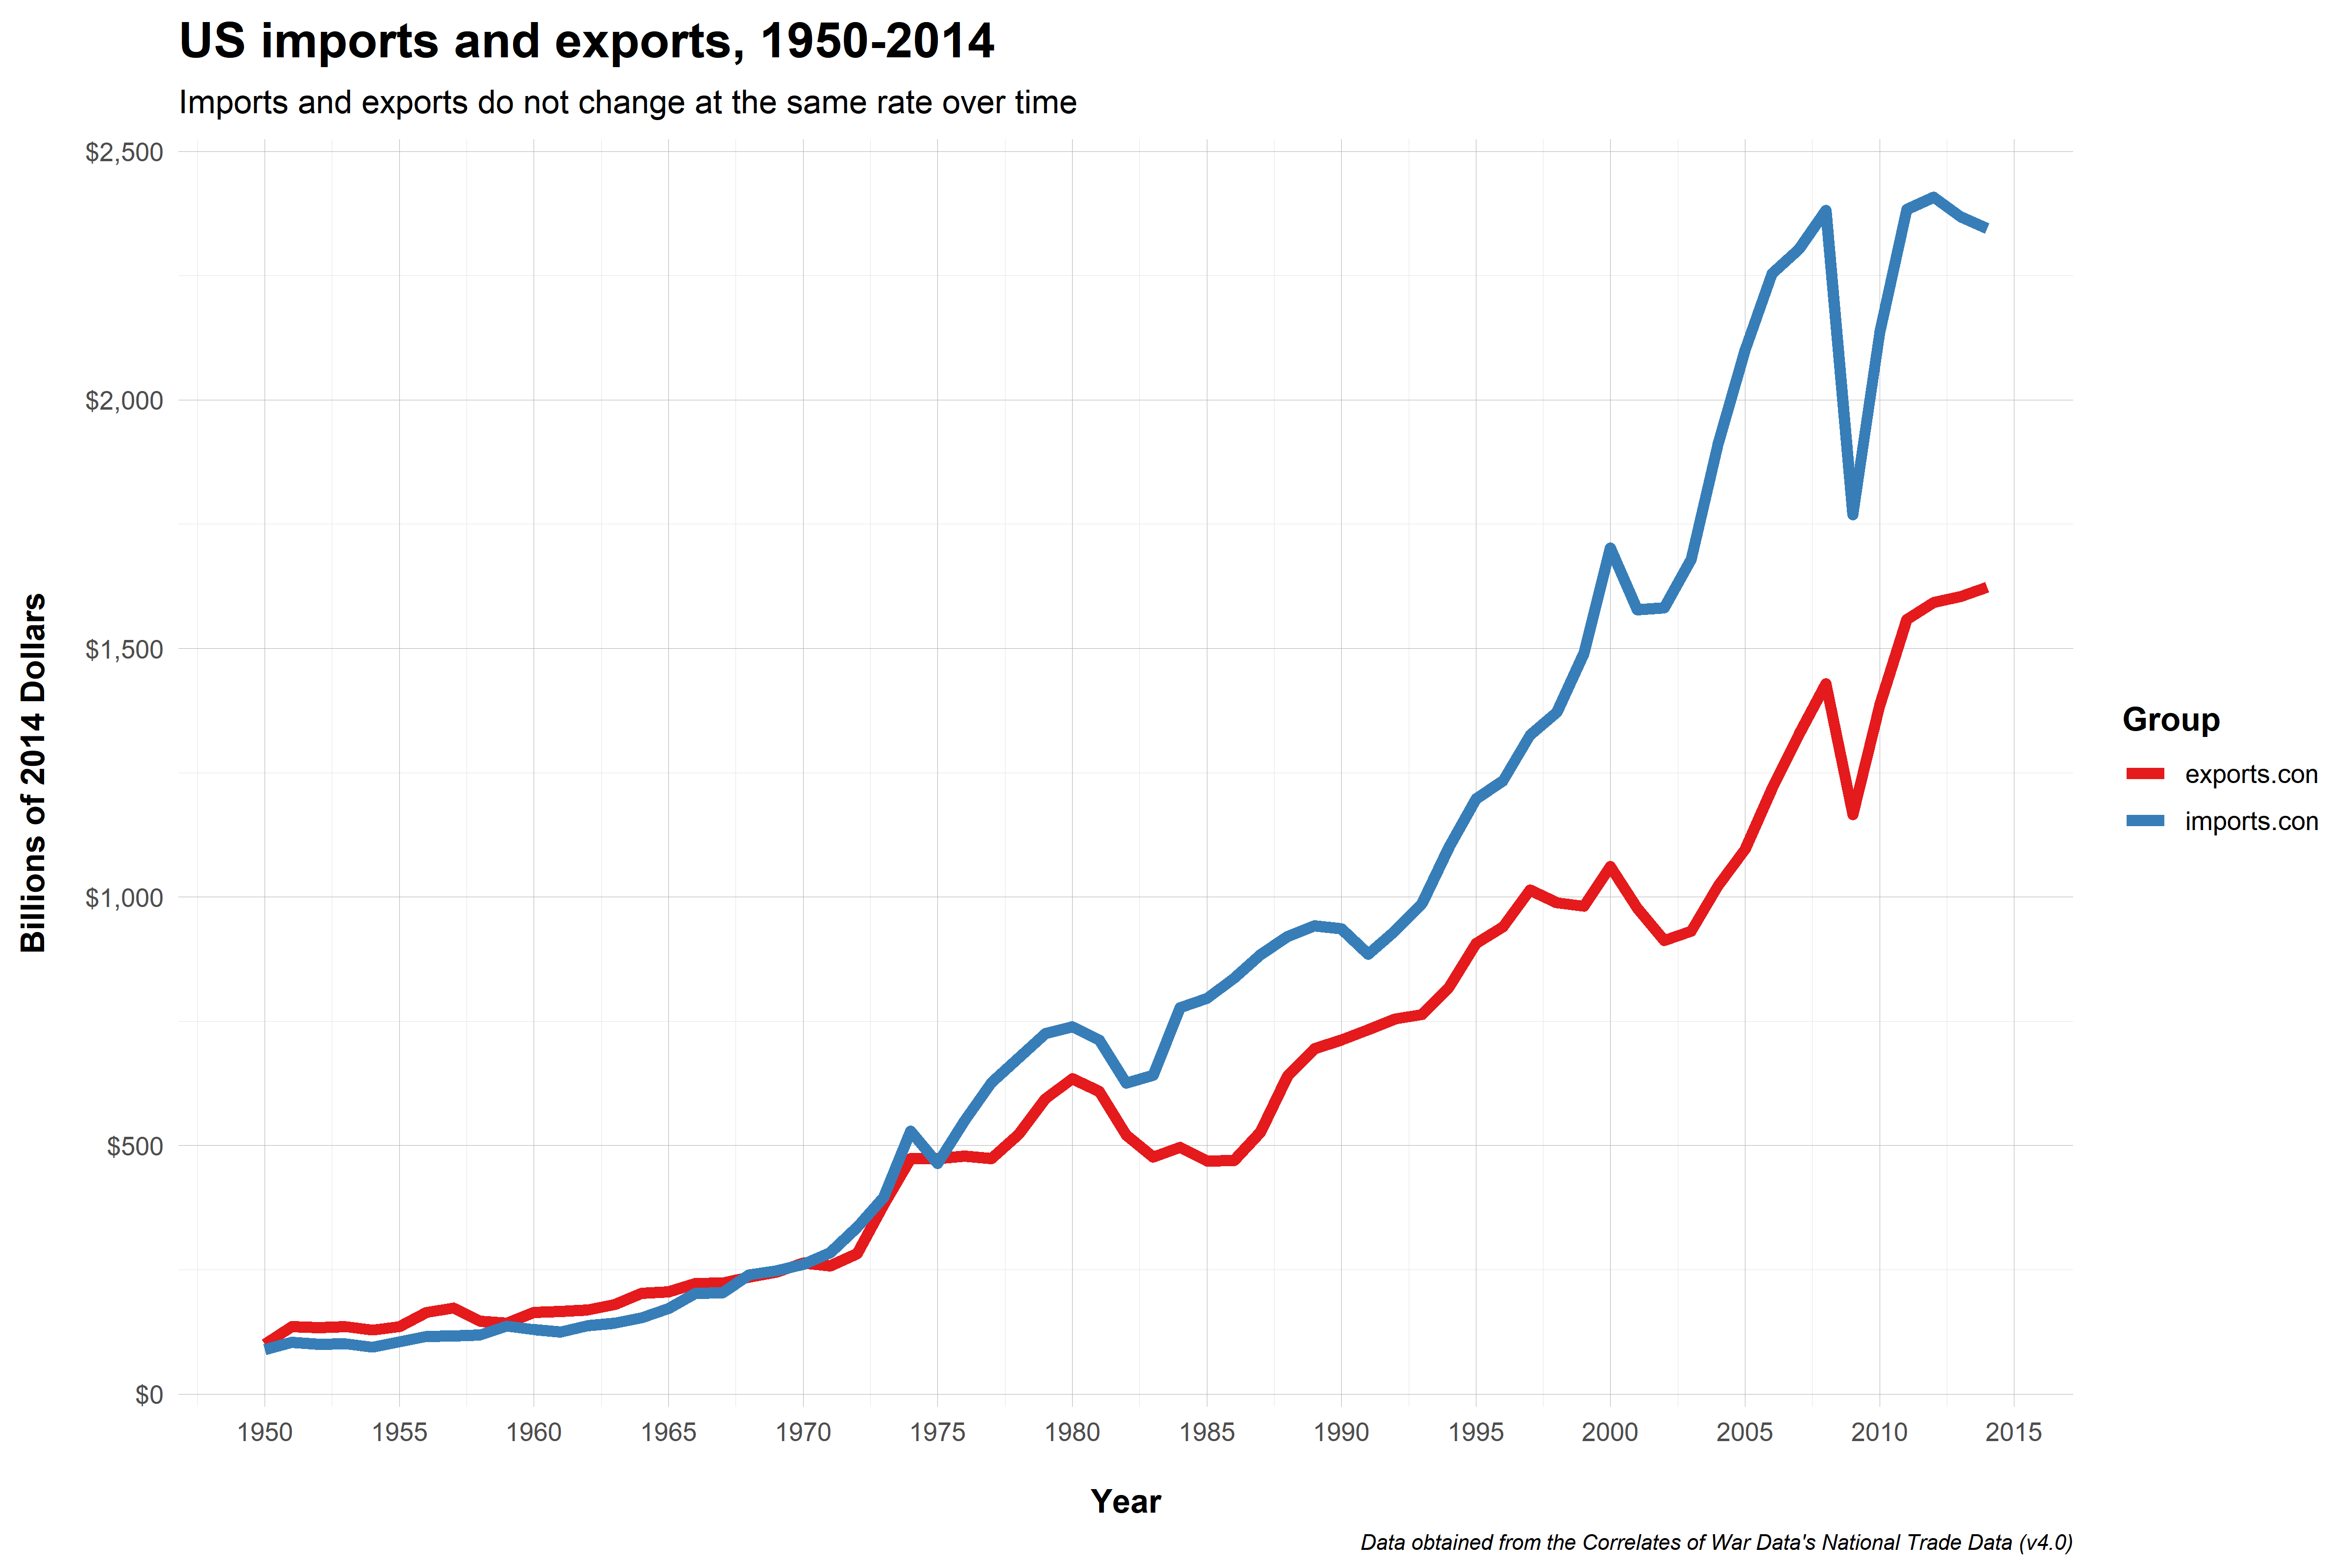 US imports and exports, 1950-2014
Imports and exports do not change at the same rate over time
$2,500
$2,000
$1,500
$1,000
$500
$0
Billions of 2014 Dollars
1950 1955 1960 1965 1970 1975 1980 1985 1990 1995 2000 2005 2010 2015
Year
Group
exports.con
imports.con
Data obtained from the Correlates of War Data's National Trade Data (v4.0)